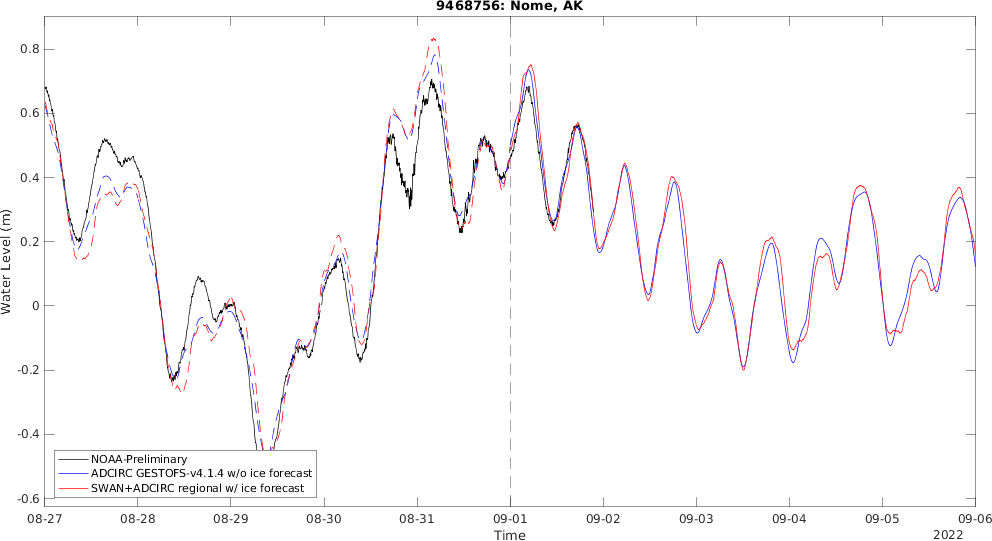 9468756: Nome, AK
0.8
0.6
0.4
0.2
0
-0.2
-0.4
-0.6
Water Level (m)
NOAA-Preliminary
ADCIRC GESTOFS-v4.1.4 w/o ice forecast
SWAN+ADCIRC regional w/ ice forecast
08-27 08-28 08-29 08-30 08-31 09-01 09-02 09-03 09-04 09-05 09-06
Time
2022